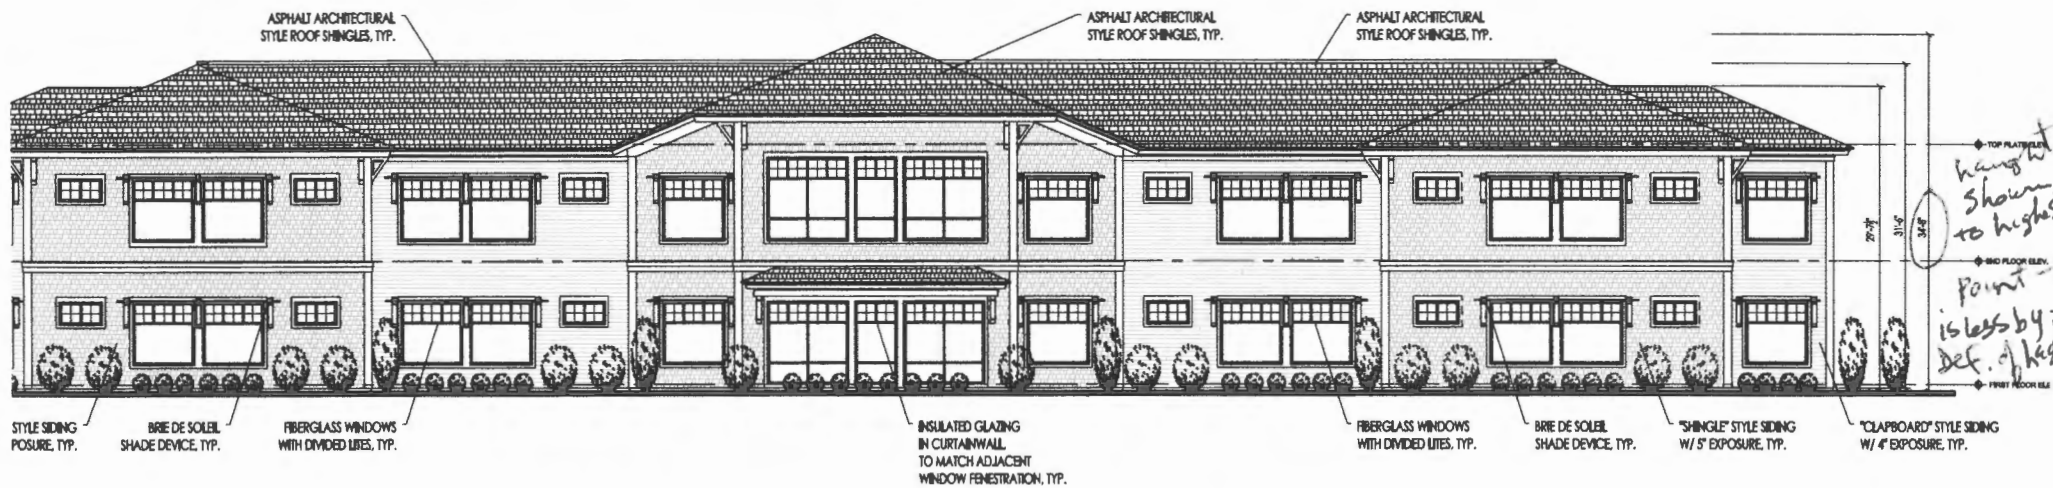 ASPHALT ARCHITECTURAL
STYLE ROOF SHINGLES, TYP.
ASPHALT ARCHITECTURAL
STYLE ROOF SHINGLES, TYP.
ASPHALT ARCHITECTURAL
STYLE ROOF SHINGLES, TYP.
TOP PLATE ELEV.
Shown
to highes
2ND FLOOR ELEV.
Point -
is less by
Def. of
FIRST FLOOR ELE
31'-6"
34'-8"
STYLE SIDING
POSURE, TYP.
BRIE DE SOLEIL
SHADE DEVICE, TYP.
FIBERGLASS WINDOWS
WITH DIVIDED LITES, TYP.
INSULATED GLAZING
IN CURTAINWALL
TO MATCH ADJACENT
WINDOW FENESTRATION, TYP.
FIBERGLASS WINDOWS
WITH DIVIDED LITES, TYP.
BRIE DE SOLEIL
SHADE DEVICE, TYP.
"SHINGLE" STYLE SIDING
W/ 5" EXPOSURE, TYP.
"CLAPBOARD" STYLE SIDING
W/ 4" EXPOSURE, TYP.